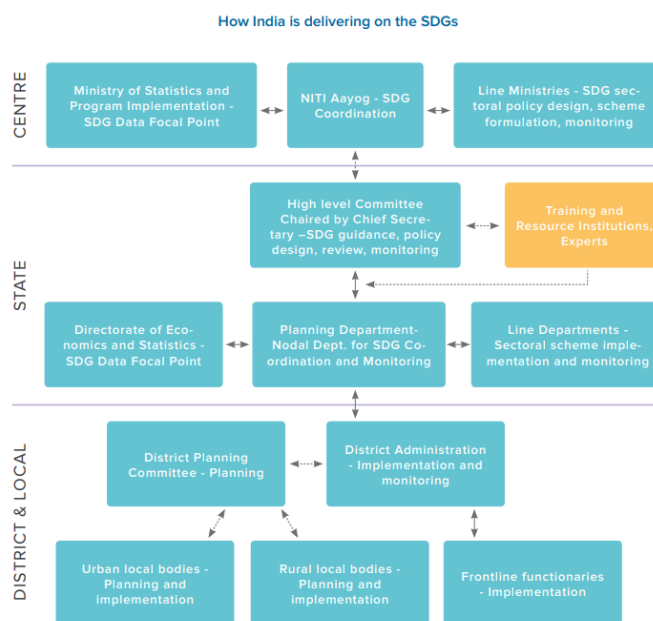 How India is delivering on the SDGs
CENTRE
Ministry of Statistics and
Program Implementation -
SDG Data Focal Point
NITI Aayog - SDG
Coordination
Line Ministries - SDG sec-
toral policy design, scheme
formulation, monitoring
STATE
High level Committee
Chaired by Chief Secre-
tary –SDG guidance, policy
design, review, monitoring
Training and
Resource Institutions,
Experts
Directorate of Eco-
nomics and Statistics -
SDG Data Focal Point
Planning Department-
Nodal Dept. for SDG Co-
ordination and Monitoring
Line Departments -
Sectoral scheme imple-
mentation and monitoring
DISTRICT & LOCAL
District Planning
Committee - Planning
District Administration
- Implementation and
monitoring
Urban local bodies -
Planning and
implementation
Rural local bodies -
Planning and
implementation
Frontline functionaries
- Implementation